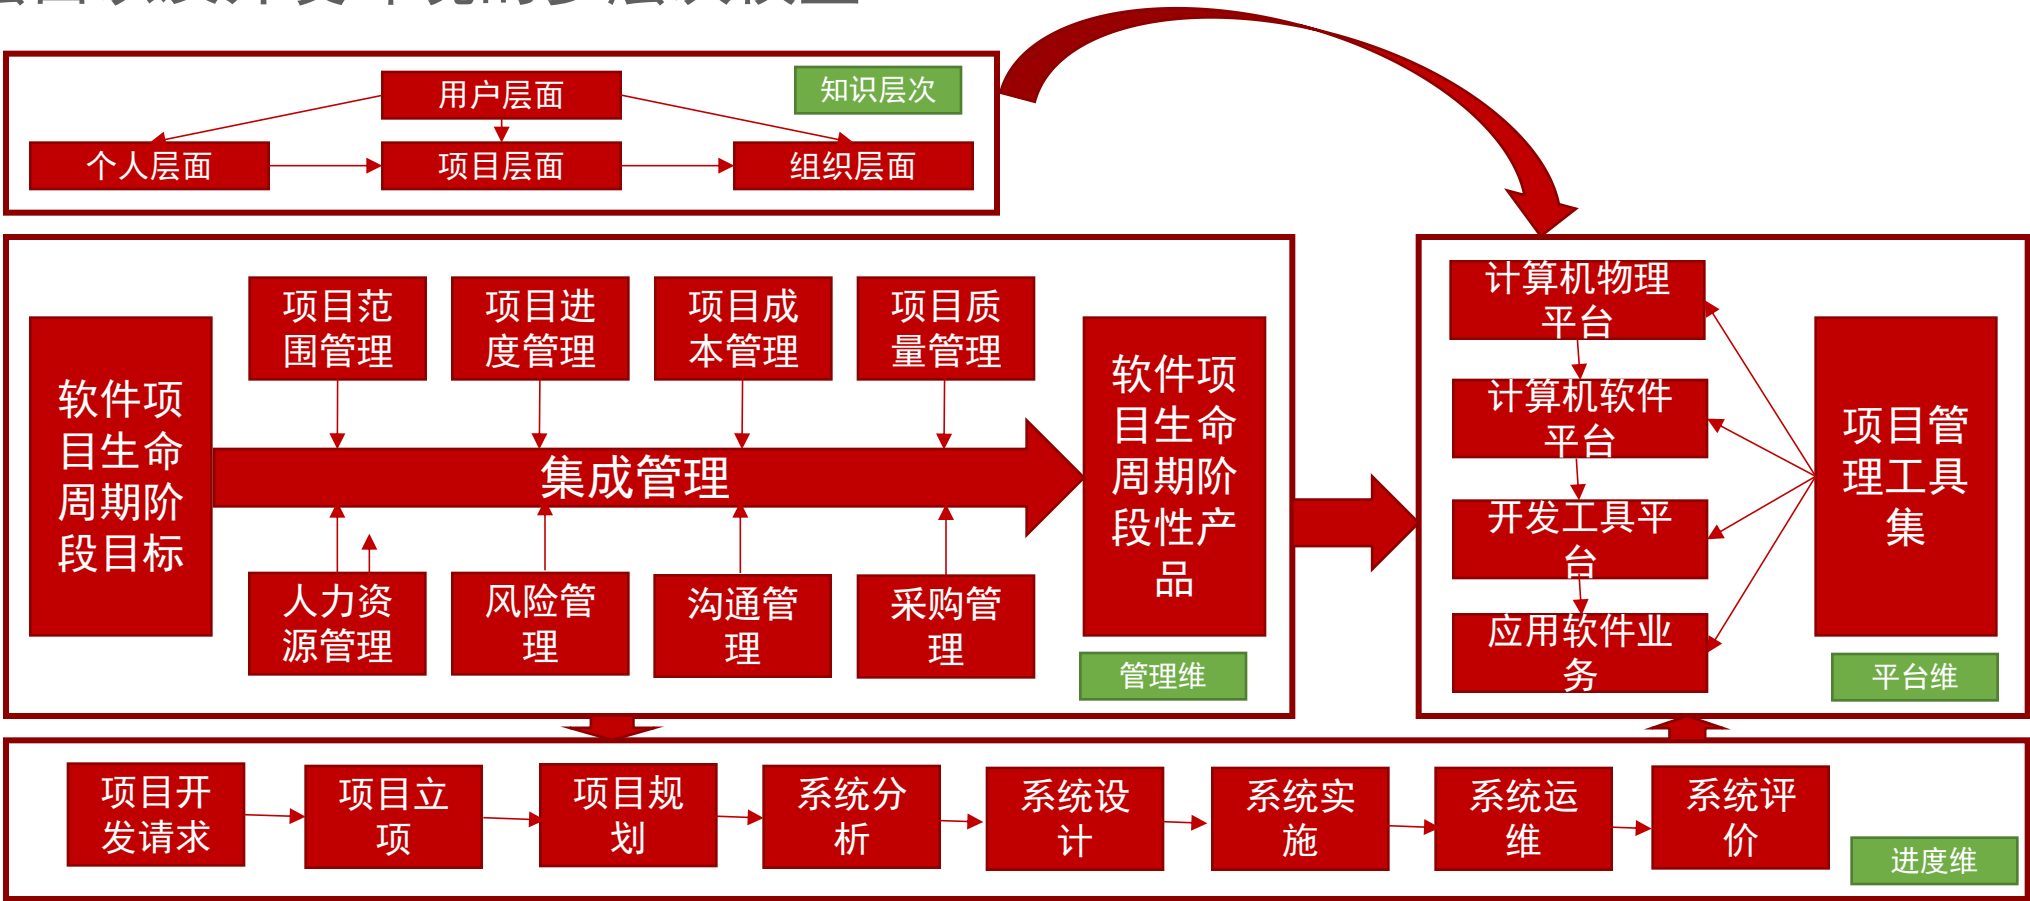 用户层面
知识层次
个人层面
项目层面
组织层面
软件项
目生命
周期阶
段目标
项目范
围管理
项目进
度管理
项目成
本管理
项目质
量管理
集成管理
人力资
源管理
风险管
理
沟通管
理
采购管
理
软件项
目生命
周期阶
段性产
品
管理维
计算机物理
平台
计算机软件
平台
开发工具平
台
应用软件业
务
项目管
理工具
集
平台维
项目开
发请求
项目立
项
项目规
划
系统分
析
系统设
计
系统实
施
系统运
维
系统评
价
进度维